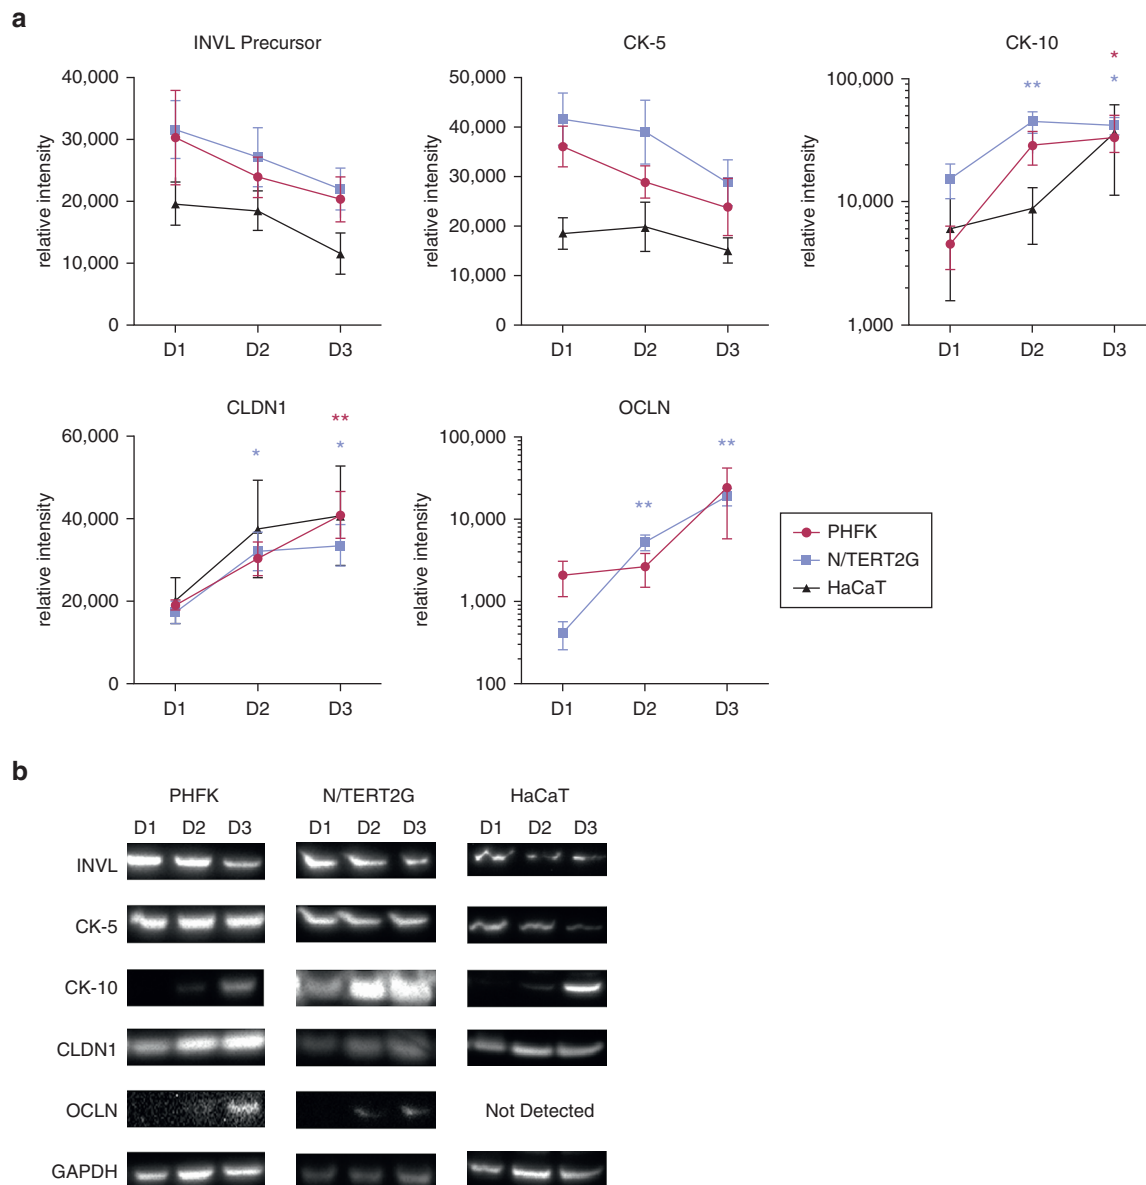 a
INVL Precursor
40,000
30,000
20,000
10,000
0
relative intensity
D1 D2 D3
CK-5
50,000
40,000
30,000
20,000
10,000
0
relative intensity
D1 D2 D3
CK-10
100,000
10,000
1,000
relative intensity
*
** *
D1 D2 D3
CLDN1
60,000
40,000
20,000
0
relative intensity
**
* *
D1 D2 D3
OCLN
100,000
10,000
1,000
100
relative intensity
**
**
D1 D2 D3
PHFK
N/TERT2G
HaCaT
b
PHFK N/TERT2G HaCaT
D1 D2 D3 D1 D2 D3 D1 D2 D3
INVL
CK-5
CK-10
CLDN1
OCLN Not Detected
GAPDH